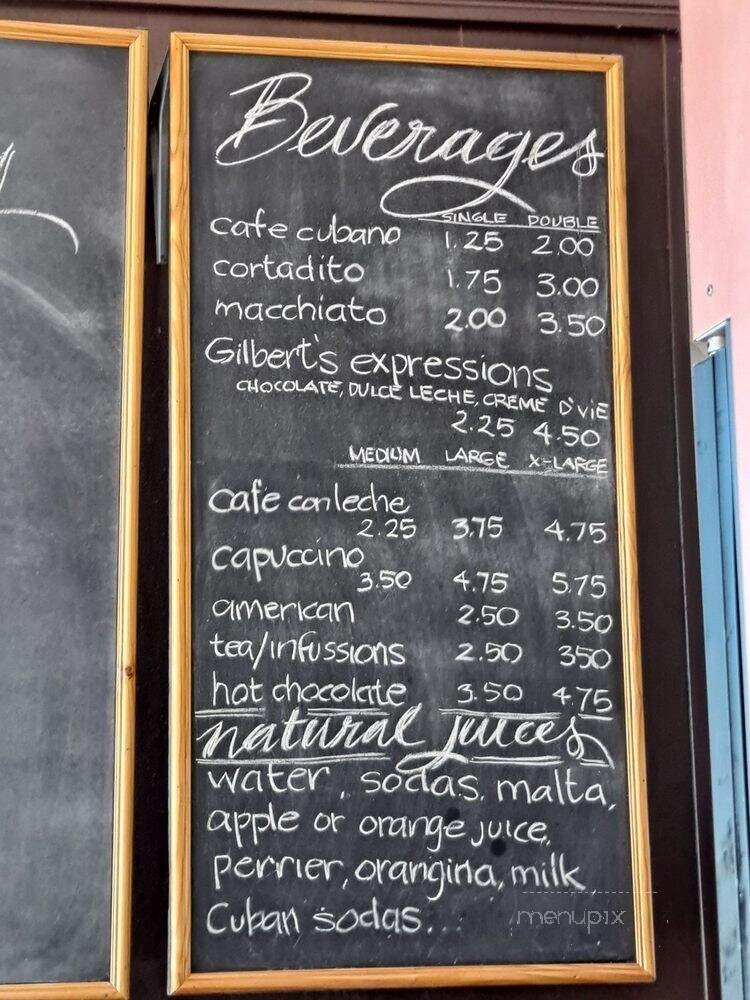 Beverages
SINGLE DOUBLE
cafe cubano 1.25 2.00
cortadito 1.75 3.00
macchiato 2.00 3.50
Gilbert's expressions
CHOCOLATE, DULCE LECHE, CREME D'ViE
2.25 4.50
MEDIUM LARGE X-LARGE
cafe con leche
2.25 3.75 4.75
capuccino
3.50 4.75 5.75
american 2.50 3.50
tea/infussions 2.50 350
hot chocolate 3.50 4.75
natural juices
water, sodas, malta,
apple or orange juice,
perrier, orangina, milk
Cuban sodas...
menupix